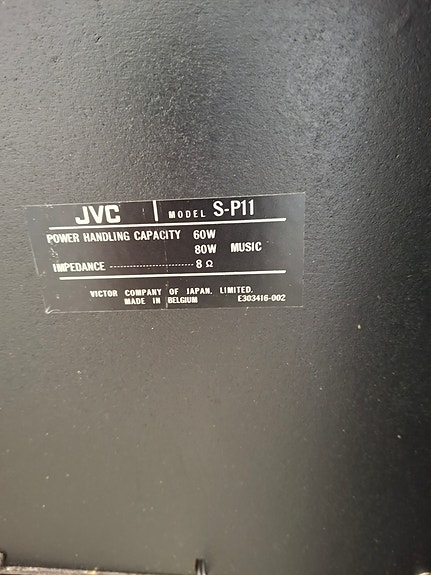 JVC | MODEL S-P11
POWER HANDLING CAPACITY 60W
80W MUSIC
IMPEDANCE -------------------------- 8 Ω
VICTOR COMPANY OF JAPAN, LIMITED.
MADE IN BELGIUM E303416-002